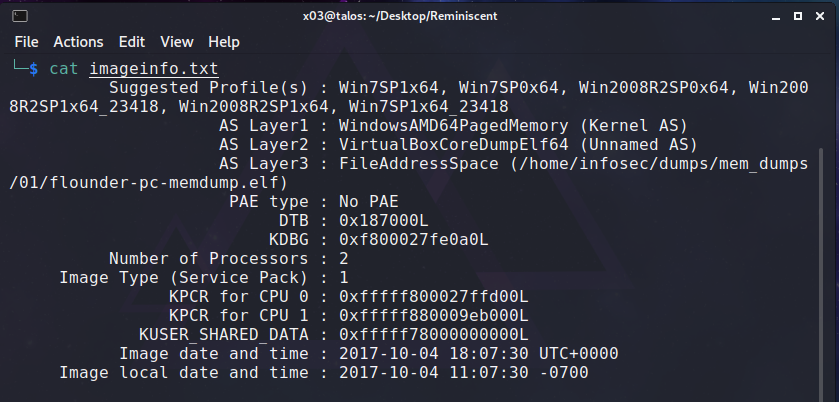 x03@talos: ~/Desktop/Reminiscent
File Actions Edit View Help
└─$ cat imageinfo.txt
Suggested Profile(s) : Win7SP1x64, Win7SP0x64, Win2008R2SP0x64, Win200
8R2SP1x64_23418, Win2008R2SP1x64, Win7SP1x64_23418
AS Layer1 : WindowsAMD64PagedMemory (Kernel AS)
AS Layer2 : VirtualBoxCoreDumpElf64 (Unnamed AS)
AS Layer3 : FileAddressSpace (/home/infosec/dumps/mem_dumps
/01/flounder-pc-memdump.elf)
PAE type : No PAE
DTB : 0x187000L
KDBG : 0xf800027fe0a0L
Number of Processors : 2
Image Type (Service Pack) : 1
KPCR for CPU 0 : 0xfffff800027ffd00L
KPCR for CPU 1 : 0xfffff880009eb000L
KUSER_SHARED_DATA : 0xfffff78000000000L
Image date and time : 2017-10-04 18:07:30 UTC+0000
Image local date and time : 2017-10-04 11:07:30 -0700